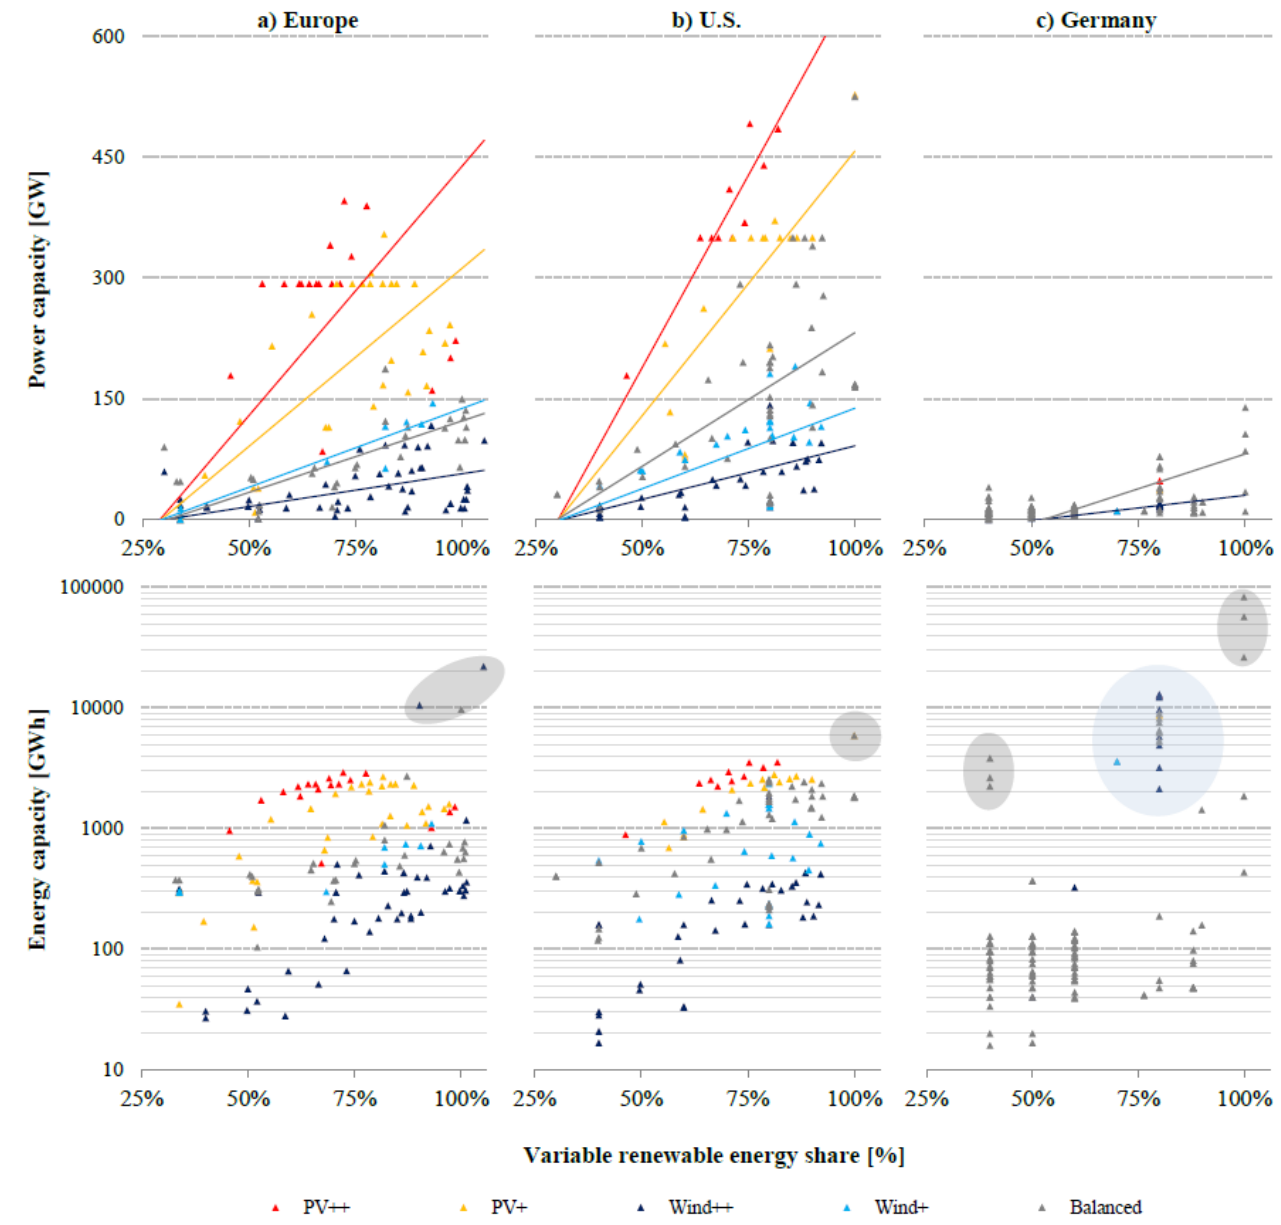 a) Europe b) U.S. c) Germany
600
450
300
150
0
Power capacity [GW]
25% 50% 75% 100% 25% 50% 75% 100% 25% 50% 75% 100%
100000
10000
1000
100
10
Energy capacity [GWh]
25% 50% 75% 100% 25% 50% 75% 100% 25% 50% 75% 100%
Variable renewable energy share [%]
PV++ PV+ Wind++ Wind+ Balanced